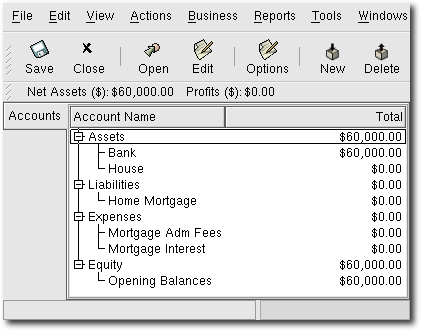 File Edit View Actions Business Reports Tools Windows
Save Close Open Edit Options New Delete
Net Assets ($): $60,000.00 Profits ($): $0.00
Accounts Account Name Total
Assets $60,000.00
Bank $60,000.00
House $0.00
Liabilities $0.00
Home Mortgage $0.00
Expenses $0.00
Mortgage Adm Fees $0.00
Mortgage Interest $0.00
Equity $60,000.00
Opening Balances $60,000.00